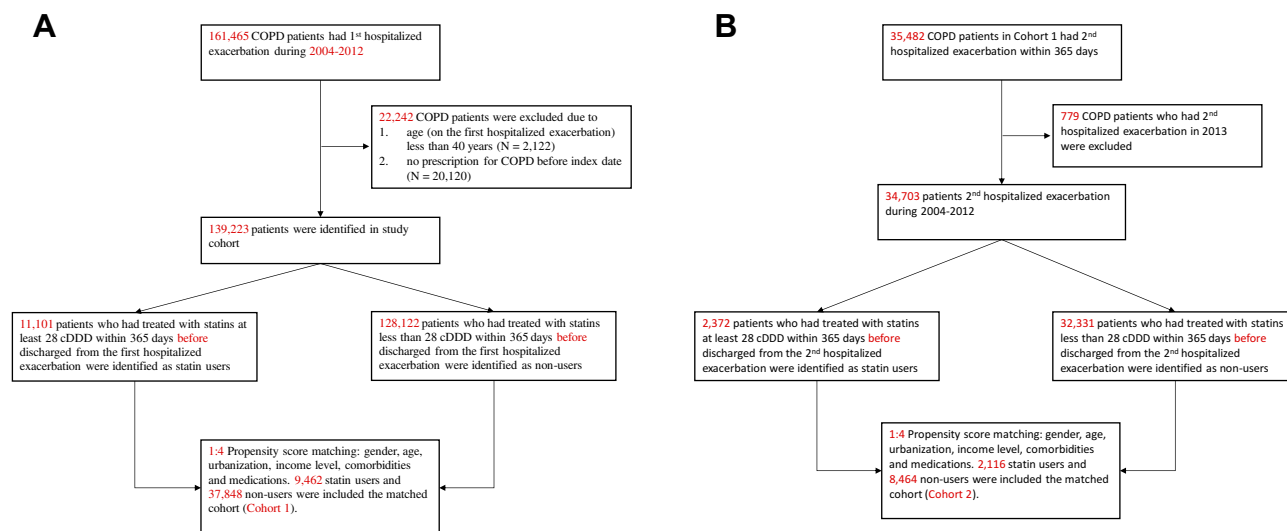 A
161,465 COPD patients had 1st hospitalized
exacerbation during 2004-2012
22,242 COPD patients were excluded due to
1. age (on the first hospitalized exacerbation)
less than 40 years (N = 2,122)
2. no prescription for COPD before index date
(N = 20,120)
139,223 patients were identified in study
cohort
11,101 patients who had treated with statins at
least 28 cDDD within 365 days before
discharged from the first hospitalized
exacerbation were identified as statin users
128,122 patients who had treated with statins
less than 28 cDDD within 365 days before
discharged from the first hospitalized
exacerbation were identified as non-users
1:4 Propensity score matching: gender, age,
urbanization, income level, comorbidities
and medications. 9,462 statin users and
37,848 non-users were included the matched
cohort (Cohort 1).
B
35,482 COPD patients in Cohort 1 had 2nd
hospitalized exacerbation within 365 days
779 COPD patients who had 2nd
hospitalized exacerbation in 2013
were excluded
34,703 patients 2nd hospitalized exacerbation
during 2004-2012
2,372 patients who had treated with statins
at least 28 cDDD within 365 days before
discharged from the 2nd hospitalized
exacerbation were identified as statin users
32,331 patients who had treated with statins
less than 28 cDDD within 365 days before
discharged from the 2nd hospitalized
exacerbation were identified as non-users
1:4 Propensity score matching: gender, age,
urbanization, income level, comorbidities
and medications. 2,116 statin users and
8,464 non-users were included the matched
cohort (Cohort 2).